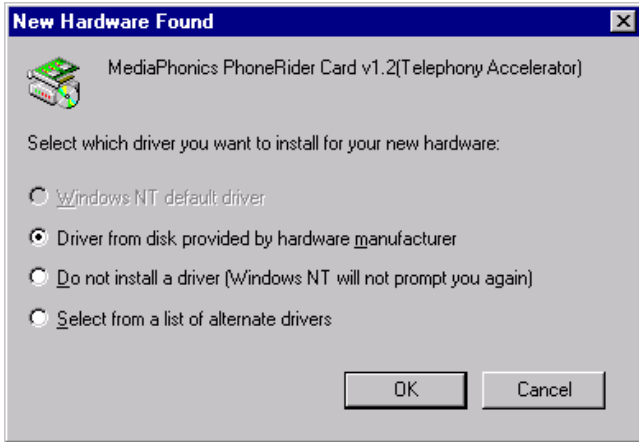 New Hardware Found
MediaPhonics PhoneRider Card v1.2(Telephony Accelerator)
Select which driver you want to install for your new hardware:
Windows NT default driver
Driver from disk provided by hardware manufacturer
Do not install a driver (Windows NT will not prompt you again)
Select from a list of alternate drivers
OK Cancel